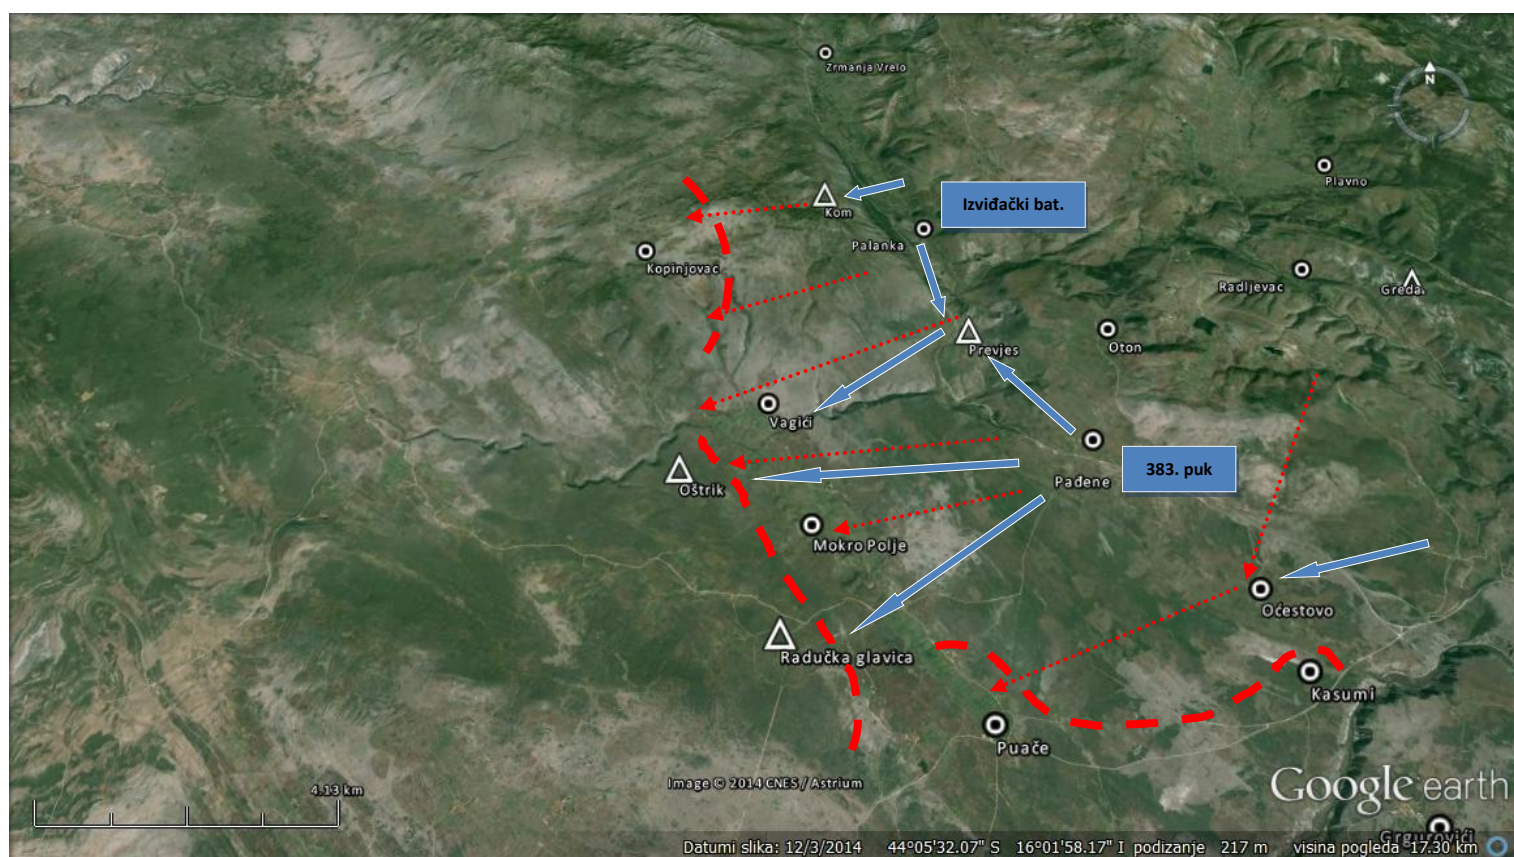 Zrmanja Vrelo
N
Plavno
Kom
Izviđački bat.
Palanka
Kopinjovac
Radljevac
Greda
Prevjes
Oton
Vagići
383. puk
Pađene
Oštrik
Mokro Polje
Oćestovo
Radučka glavica
Kasumi
Puače
Image © 2014 CNES / Astrium
4.13 km
Google earth
Grgurovići
Datumi slika: 12/3/2014 44°05'32.07" S 16°01'58.17" I podizanje 217 m visina pogleda 17.30 km